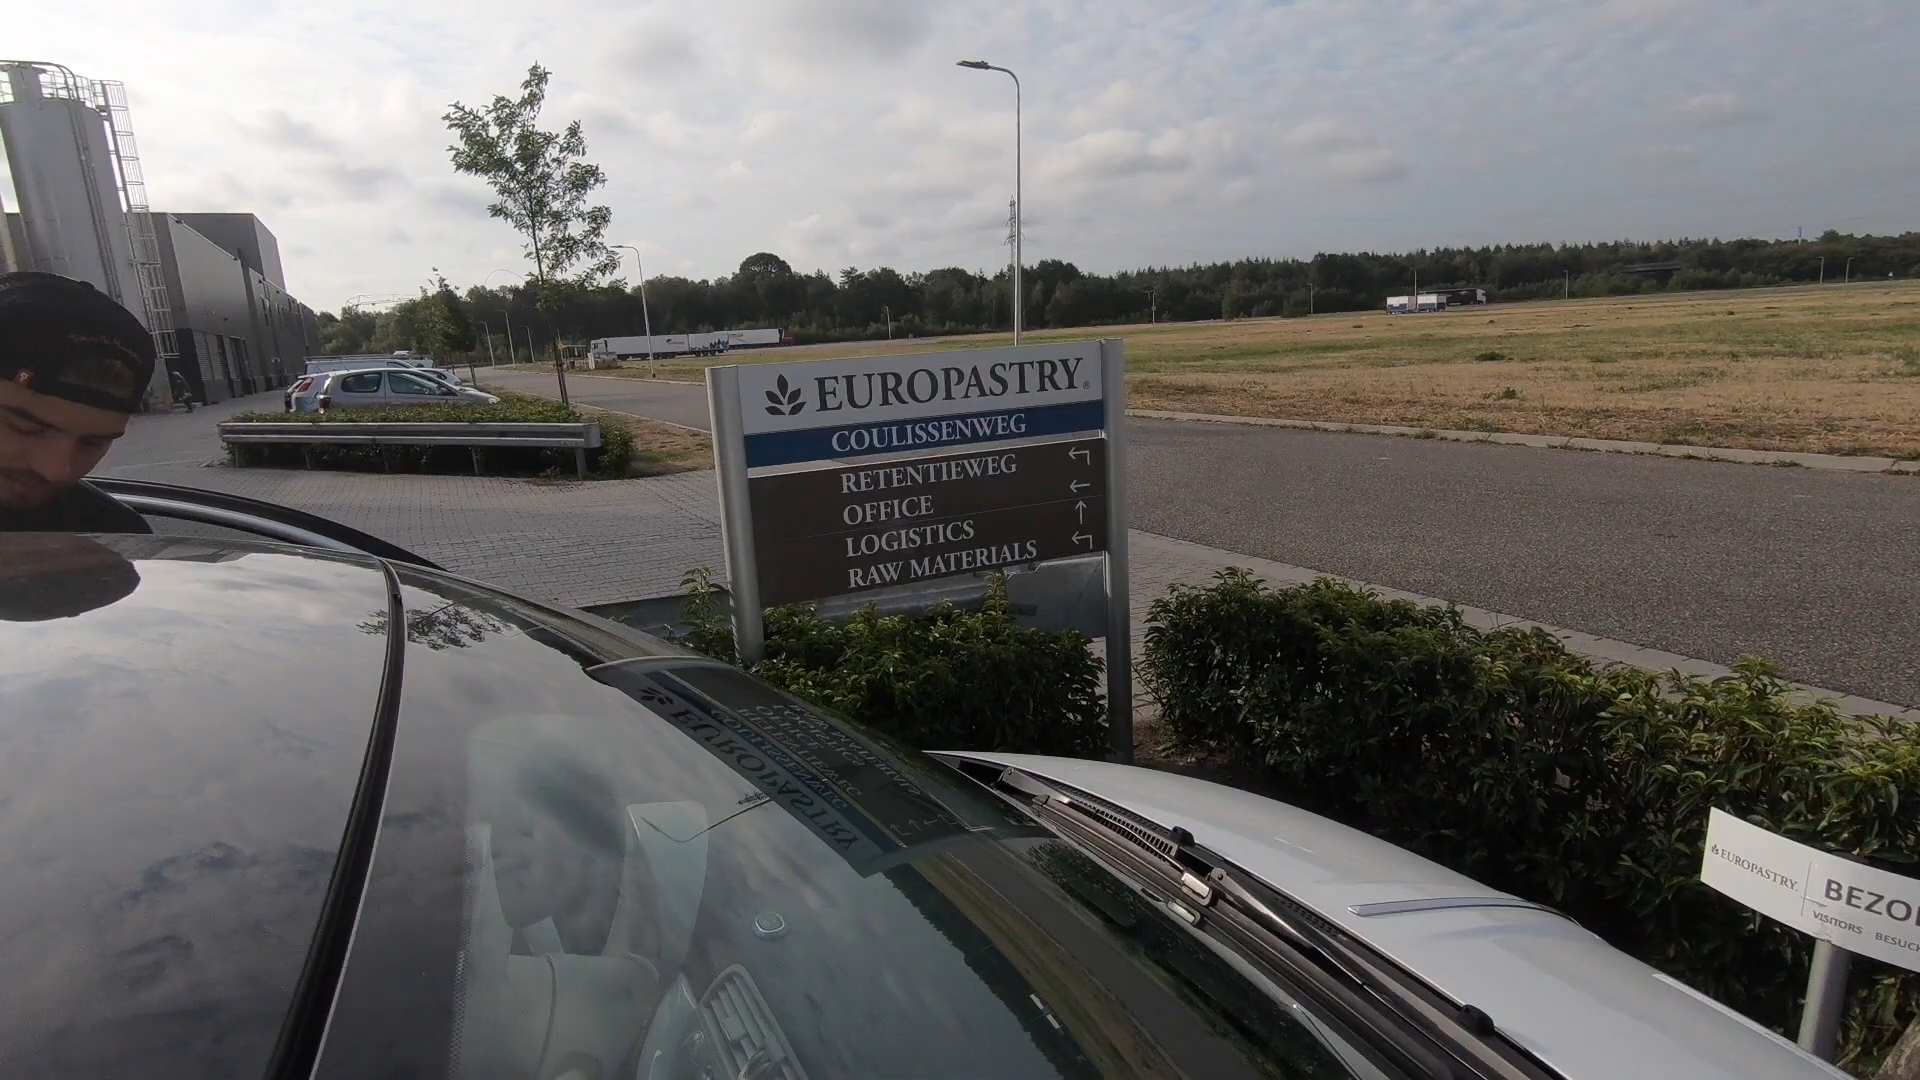 EUROPASTRY®
COULISSENWEG
RETENTIEWEG
OFFICE
LOGISTICS
RAW MATERIALS
EUROPASTRY
BEZO
VISITORS - BESUCH